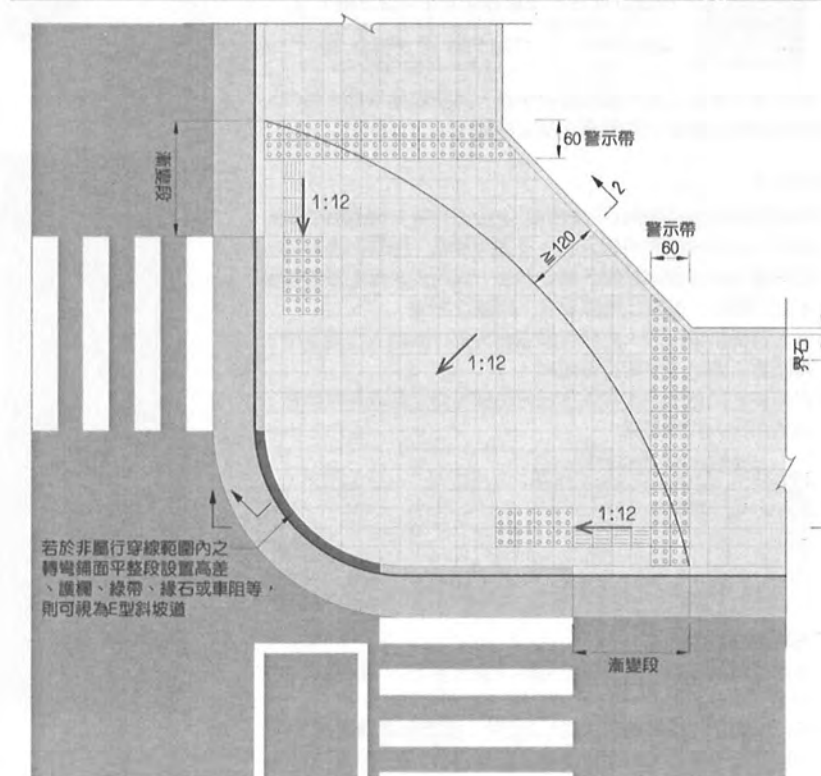 60 警示帶
漸變段
1:12
2
≧120
警示帶
60
界石
1:12
1:12
若於非屬行穿線範圍內之
轉彎鋪面平整段設置高差
、護欄、綠帶、緣石或車阻等,
則可視為E型斜坡道
漸變段